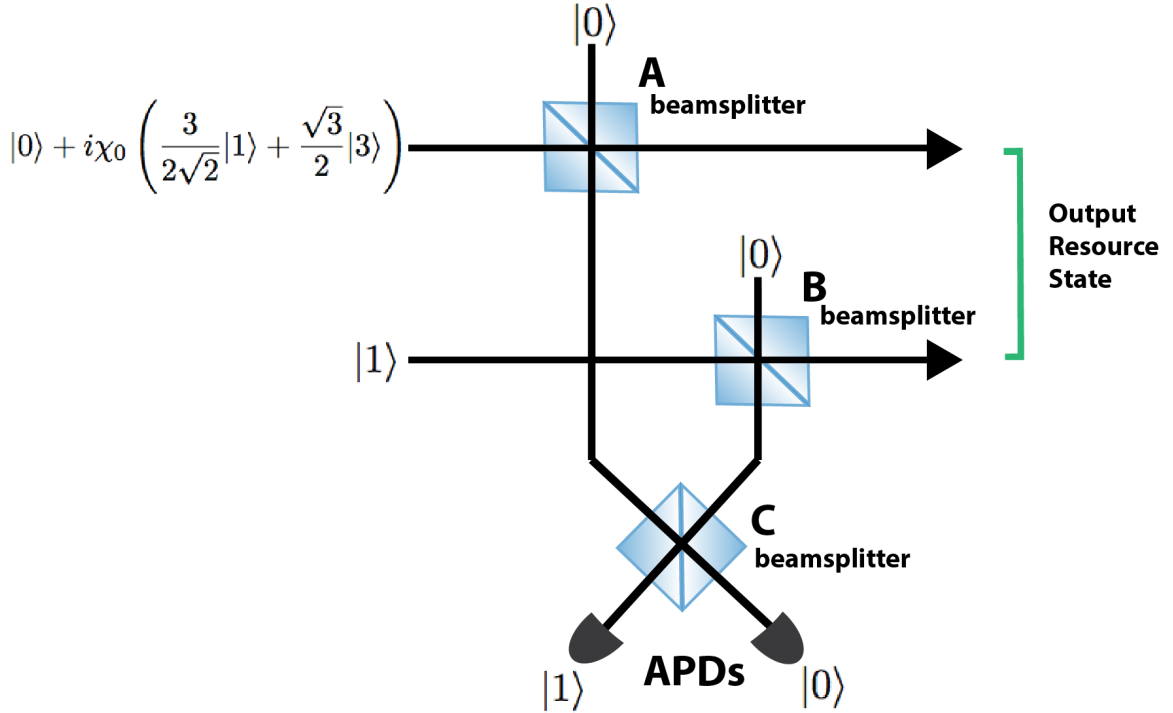 |0⟩
A
beamsplitter
|0⟩ + iχ₀ ( 3/(2√2) |1⟩ + √3/2 |3⟩ )
Output
Resource
State
|0⟩
B
beamsplitter
|1⟩
C
beamsplitter
APDs
|1⟩
|0⟩